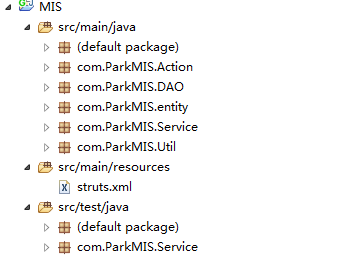 MIS
src/main/java
(default package)
com.ParkMIS.Action
com.ParkMIS.DAO
com.ParkMIS.entity
com.ParkMIS.Service
com.ParkMIS.Util
src/main/resources
struts.xml
src/test/java
(default package)
com.ParkMIS.Service